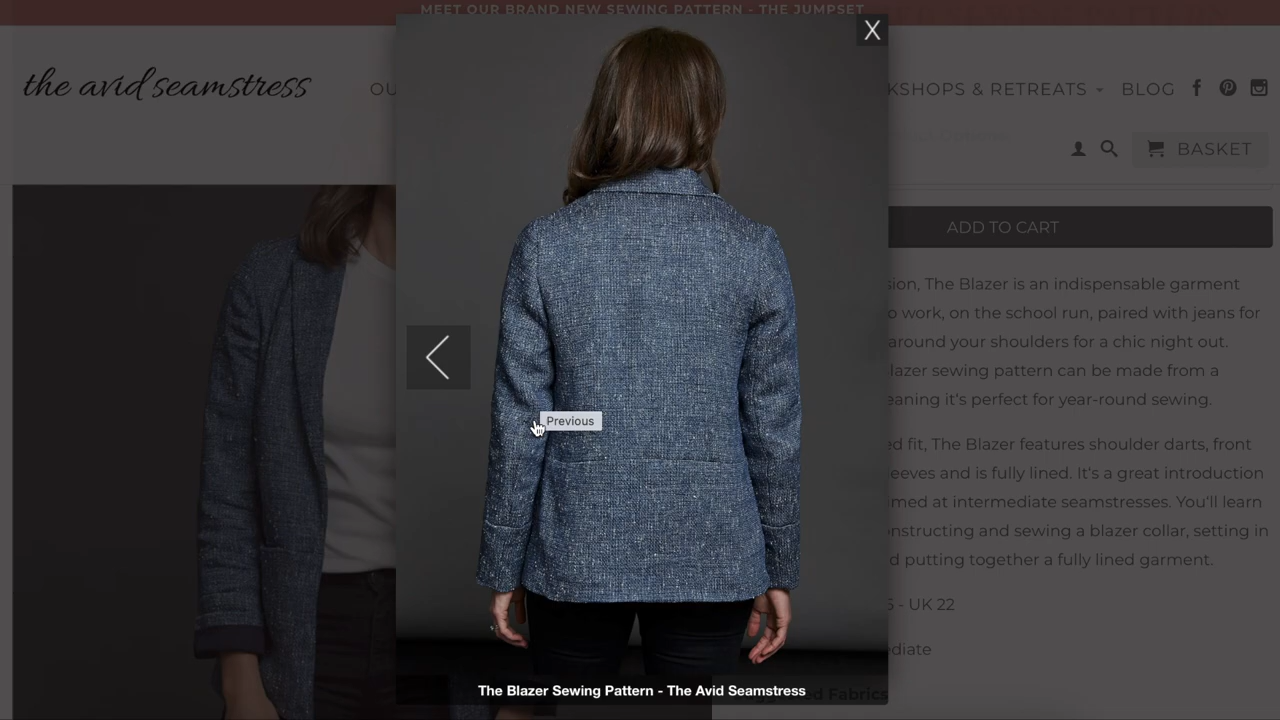 MEET OUR BRAND NEW SEWING PATTERN - THE JUMPSET
X
the avid seamstress
OU
KSHOPS & RETREATS
BLOG
BASKET
ADD TO CART
sion, The Blazer is an indispensable garment
o work, on the school run, paired with jeans for
around your shoulders for a chic night out.
lazer sewing pattern can be made from a
eaning it's perfect for year-round sewing.
Previous
ed fit, The Blazer features shoulder darts, front
leeves and is fully lined. It's a great introduction
med at intermediate seamstresses. You'll learn
nstructing and sewing a blazer collar, setting in
d putting together a fully lined garment.
- UK 22
ediate
The Blazer Sewing Pattern - The Avid Seamstress
ed Fabrics